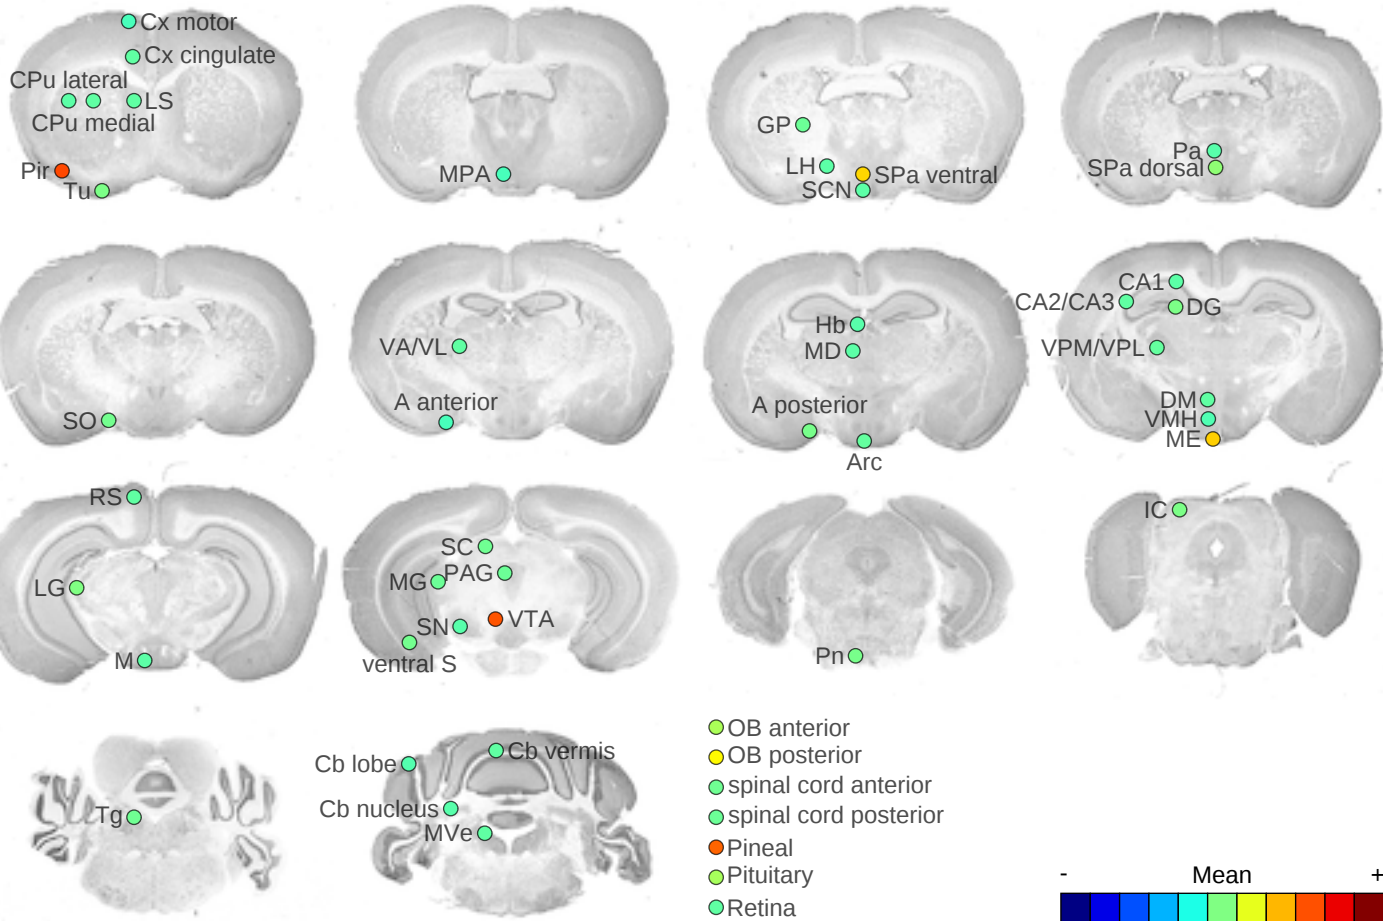 Cx motor
Cx cingulate
CPu lateral
LS
CPu medial
Pir
Tu
MPA
GP
LH
SPa ventral
SCN
Pa
SPa dorsal
SO
VA/VL
A anterior
Hb
MD
A posterior
Arc
CA1
CA2/CA3
DG
VPM/VPL
DM
VMH
ME
RS
LG
M
SC
PAG
MG
SN
VTA
ventral S
Pn
IC
Tg
Cb lobe
Cb vermis
Cb nucleus
MVe
OB anterior
OB posterior
spinal cord anterior
spinal cord posterior
Pineal
Pituitary
Retina
- Mean +